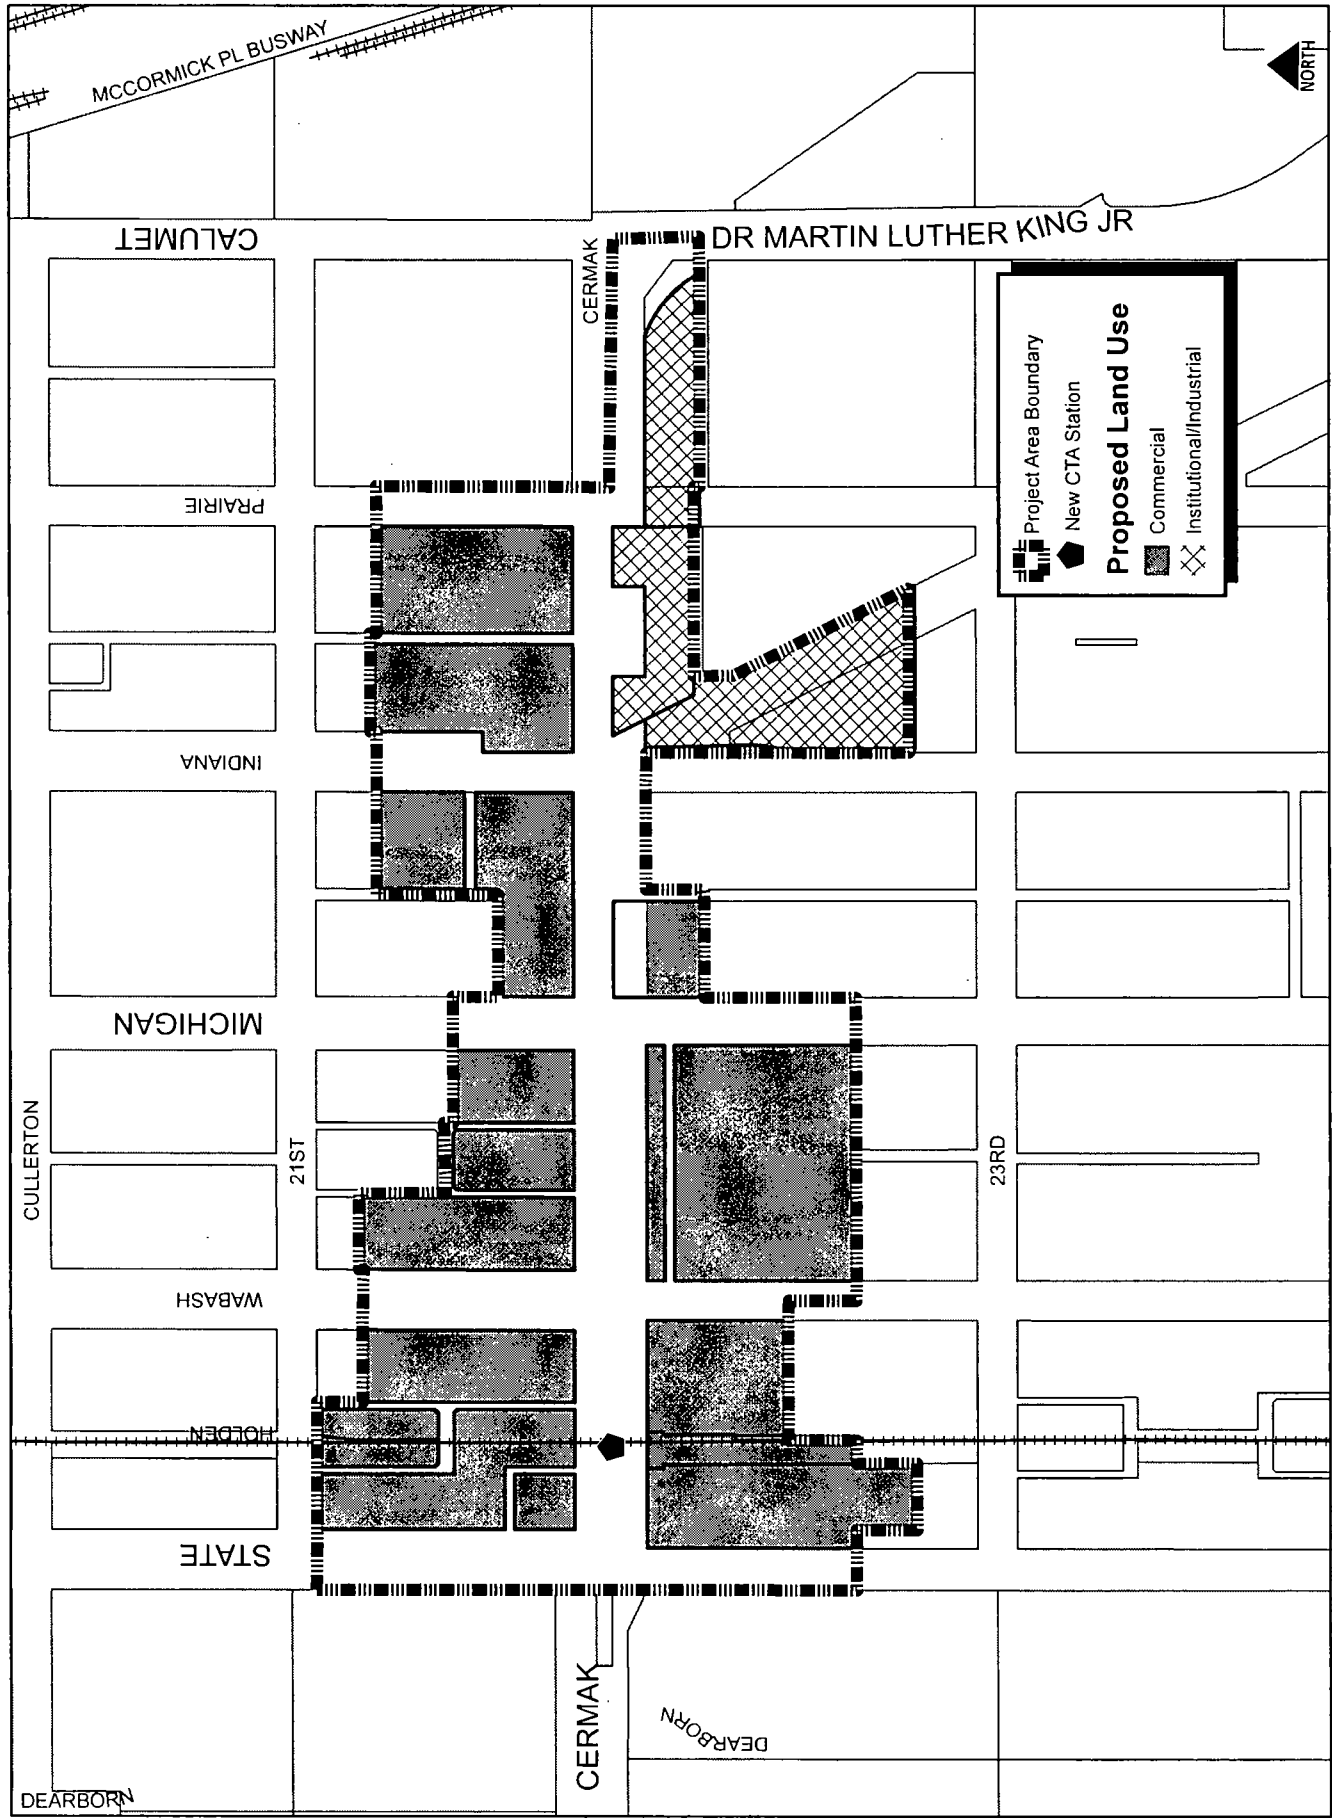 MCCORMICK PL BUSWAY
NORTH
CALUMET
DR MARTIN LUTHER KING JR
CERMAK
PRAIRIE
INDIANA
MICHIGAN
CULLERTON
21ST
23RD
WABASH
HOLDEN
STATE
CERMAK
DEARBORN
DEARBORN
Project Area Boundary
New CTA Station
Proposed Land Use
Commercial
Institutional/Industrial